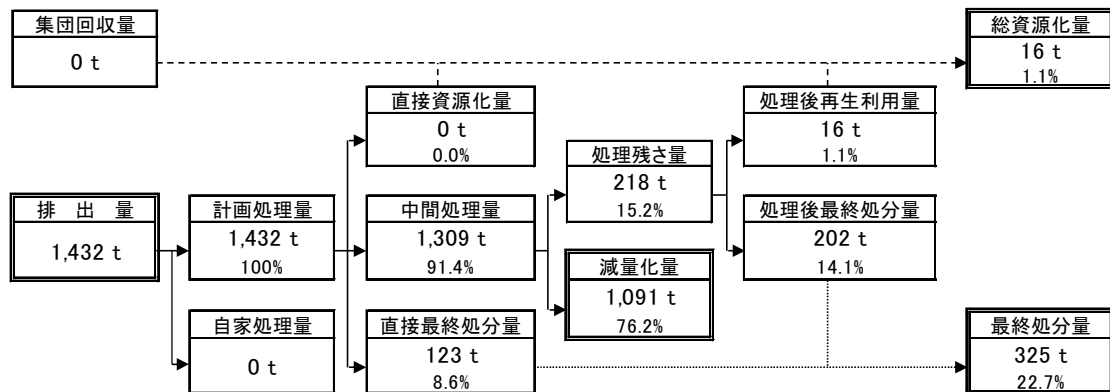 集団回収量
0 t
総資源化量
16 t
1.1%
直接資源化量
0 t
0.0%
処理後再生利用量
16 t
1.1%
処理残さ量
218 t
15.2%
排 出 量
1,432 t
計画処理量
1,432 t
100%
中間処理量
1,309 t
91.4%
処理後最終処分量
202 t
14.1%
減量化量
1,091 t
76.2%
自家処理量
0 t
直接最終処分量
123 t
8.6%
最終処分量
325 t
22.7%